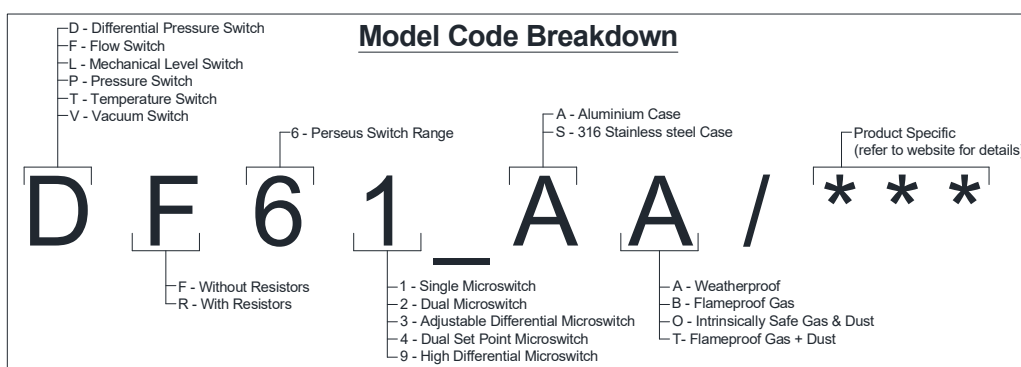 Model Code Breakdown
D - Differential Pressure Switch
F - Flow Switch
L - Mechanical Level Switch
P - Pressure Switch
T - Temperature Switch
V - Vacuum Switch
6 - Perseus Switch Range
A - Aluminium Case
S - 316 Stainless steel Case
Product Specific
(refer to website for details
D F 6 1 _ A A / * * *
F - Without Resistors
R - With Resistors
1 - Single Microswitch
2 - Dual Microswitch
3 - Adjustable Differential Microswitch
4 - Dual Set Point Microswitch
9 - High Differential Microswitch
A - Weatherproof
B - Flameproof Gas
O - Intrinsically Safe Gas & Dust
T- Flameproof Gas + Dust